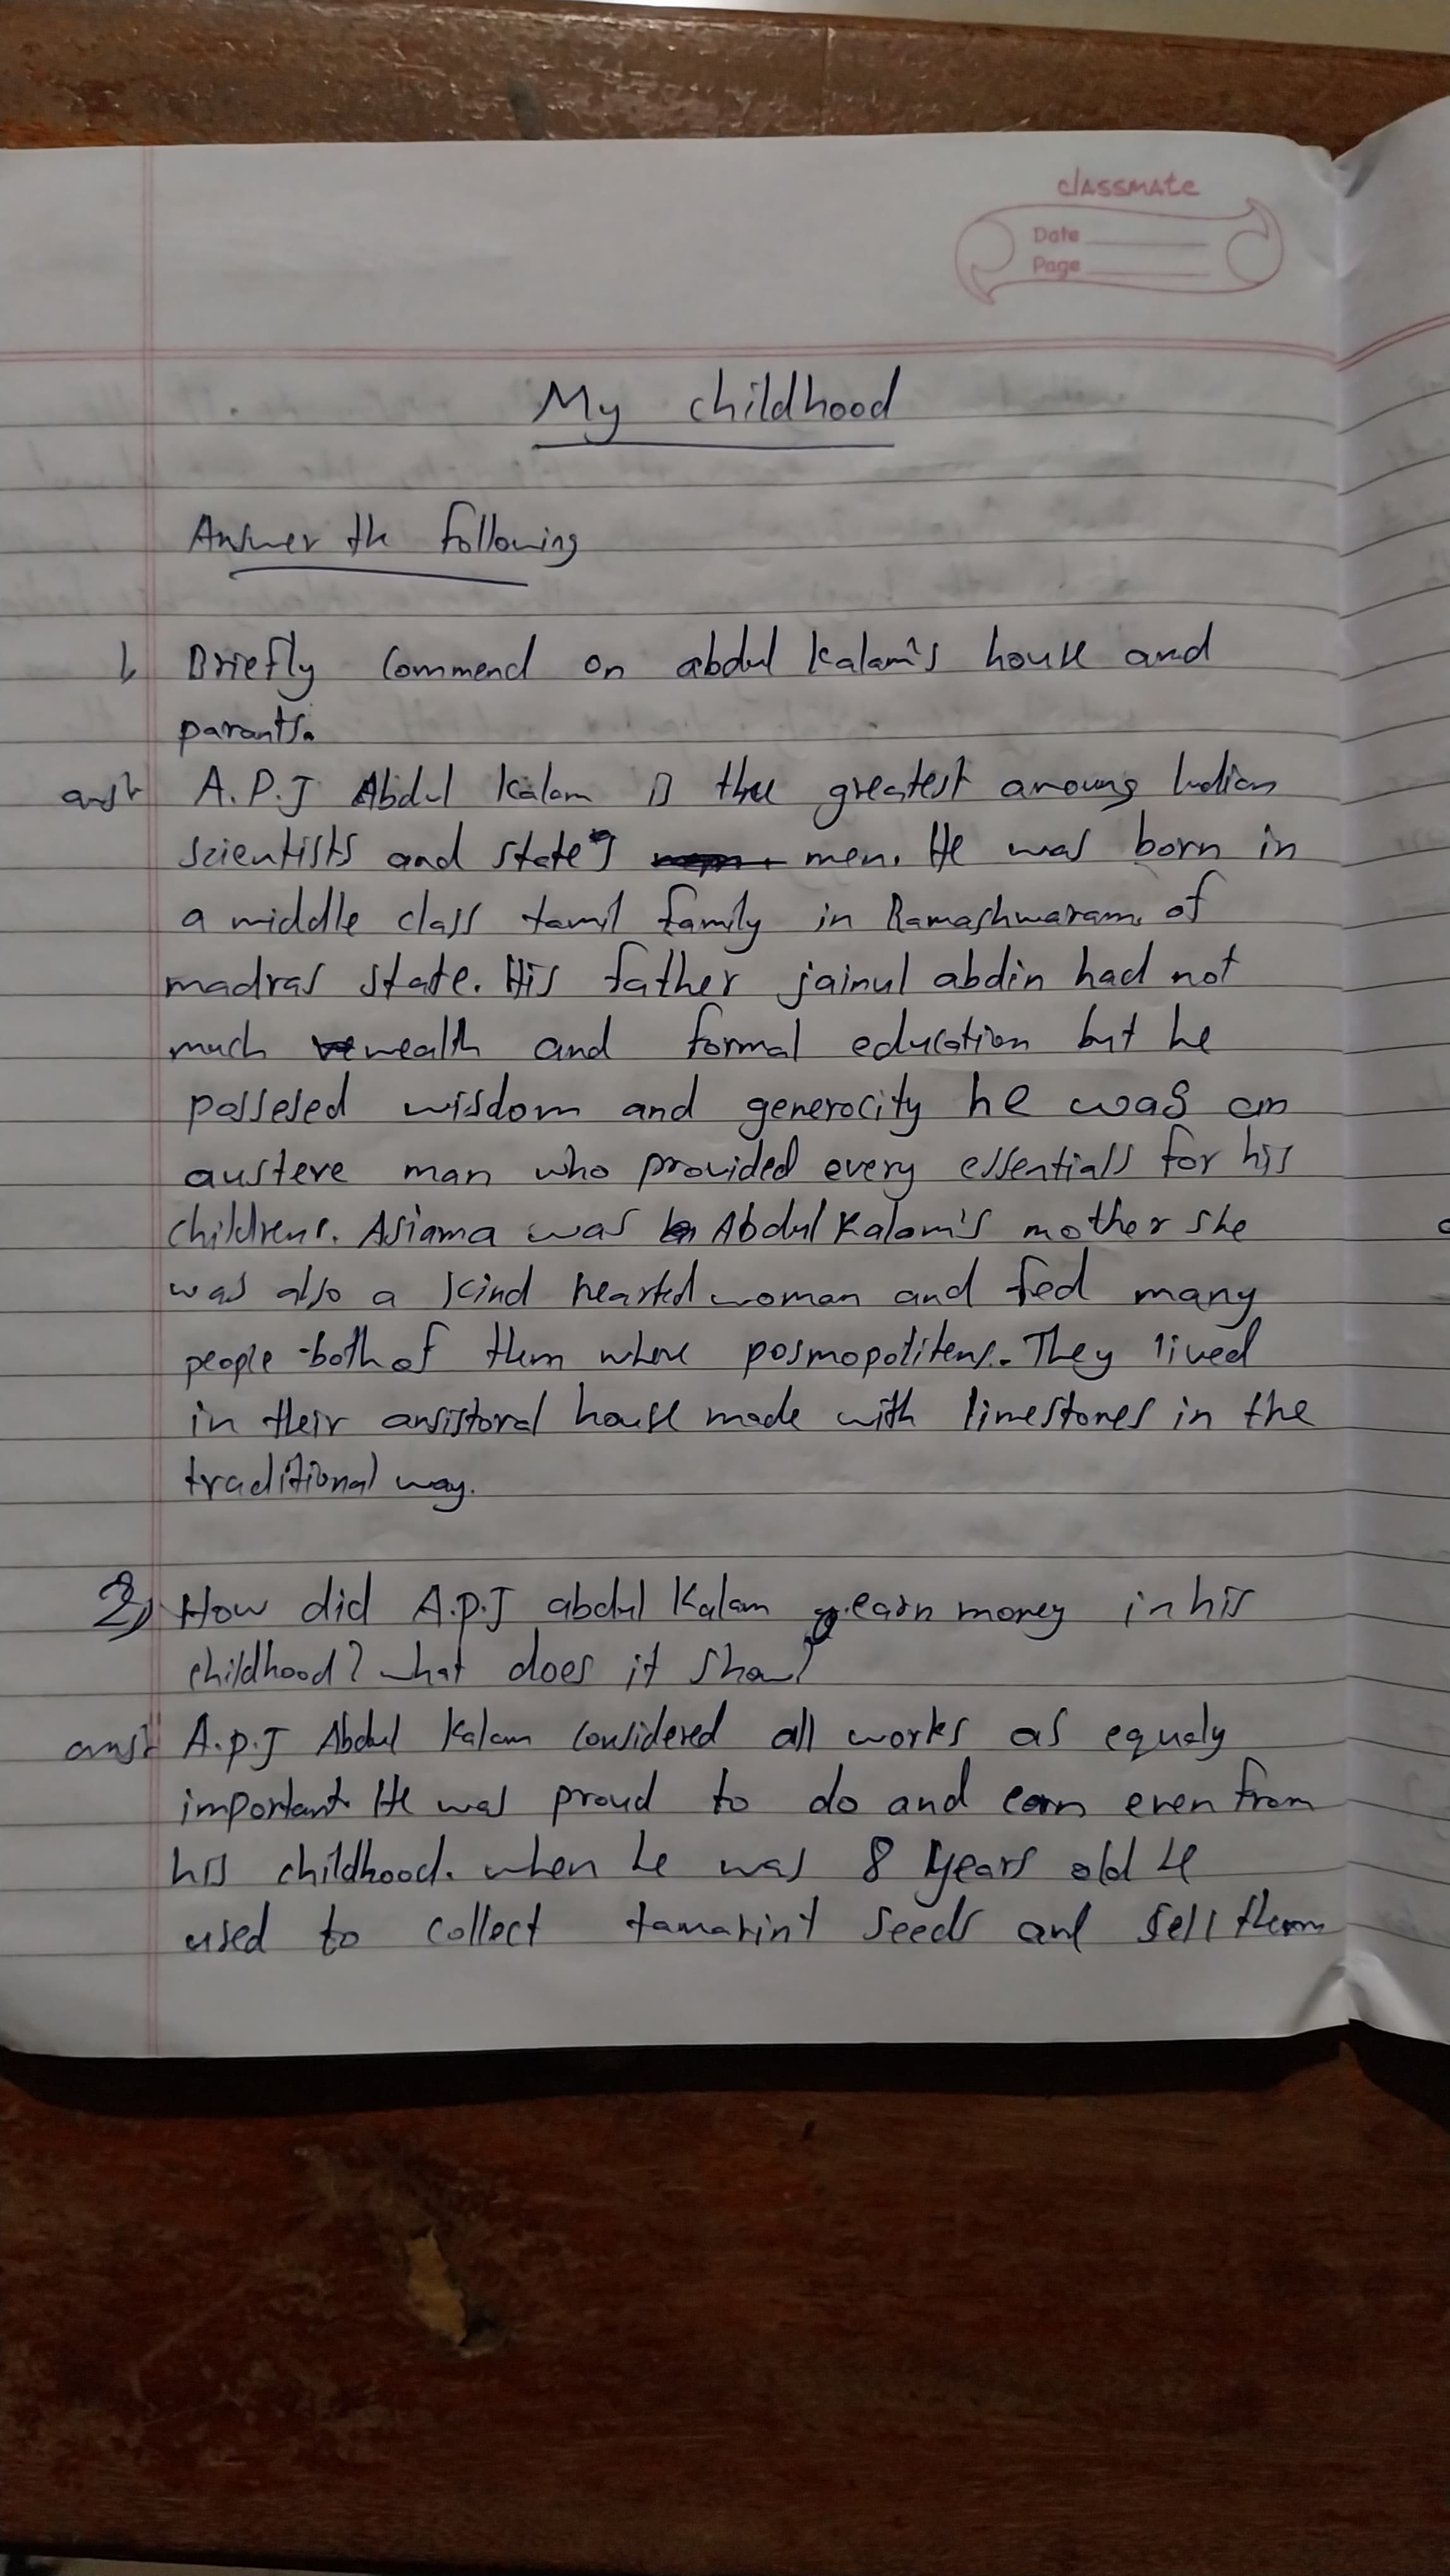 classmate
Date
Page
My childhood
Answer the following
1, Briefly Commend on abdul Kalam's house and
parants.
ans: A.P.J Abdul Kalam is the greatest amoung Indian
scientists and state's men. He was born in
a middle class tamil family in Ramashwaram, of
madras state. His father jainul abdin had not
much wealth and formal education but he
posseled wisdom and generocity he was an
austere man who provided every essentials for his
childrens. Asiama was Abdul Kalam's mother she
was also a kind hearted woman and fed many
people both of them where posmopolitens. They lived
in their ansistoral house made with limestones in the
traditional way.
2) How did A.P.J abdul Kalam earn money in his
childhood? what does it show?
ans: A.p.J Abdul Kalam considered all works as equaly
important. He was proud to do and earn even from
his childhood. when he was 8 years old he
used to collect tamarint seeds and sell them